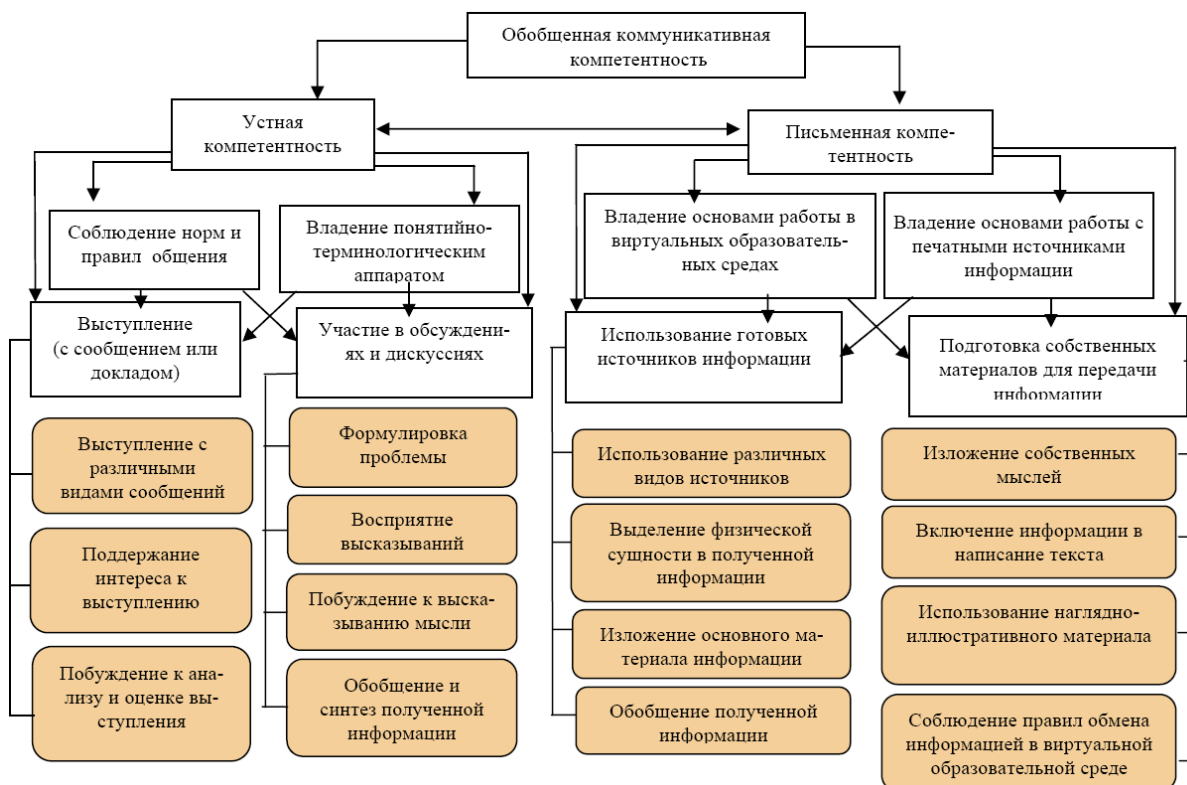 Обобщенная коммуникативная
компетентность
Устная
компетентность
Письменная компе-
тентность
Соблюдение норм и
правил общения
Владение понятийно-
терминологическим
аппаратом
Владение основами работы в
виртуальных образователь-
ных средах
Владение основами работы с
печатными источниками
информации
Выступление
(с сообщением или
докладом)
Участие в обсуждени-
ях и дискуссиях
Использование готовых
источников информации
Подготовка собственных
материалов для передачи
информации
Выступление с
различными
видами сообщений
Поддержание
интереса к
выступлению
Побуждение к ана-
лизу и оценке вы-
ступления
Формулировка
проблемы
Восприятие
высказываний
Побуждение к выска-
зыванию мысли
Обобщение и
синтез полученной
информации
Использование различных
видов источников
Выделение физической
сущности в полученной
информации
Изложение основного ма-
териала информации
Обобщение полученной
информации
Изложение собственных
мыслей
Включение информации в
написание текста
Использование наглядно-
иллюстративного материала
Соблюдение правил обмена
информацией в виртуальной
образовательной среде